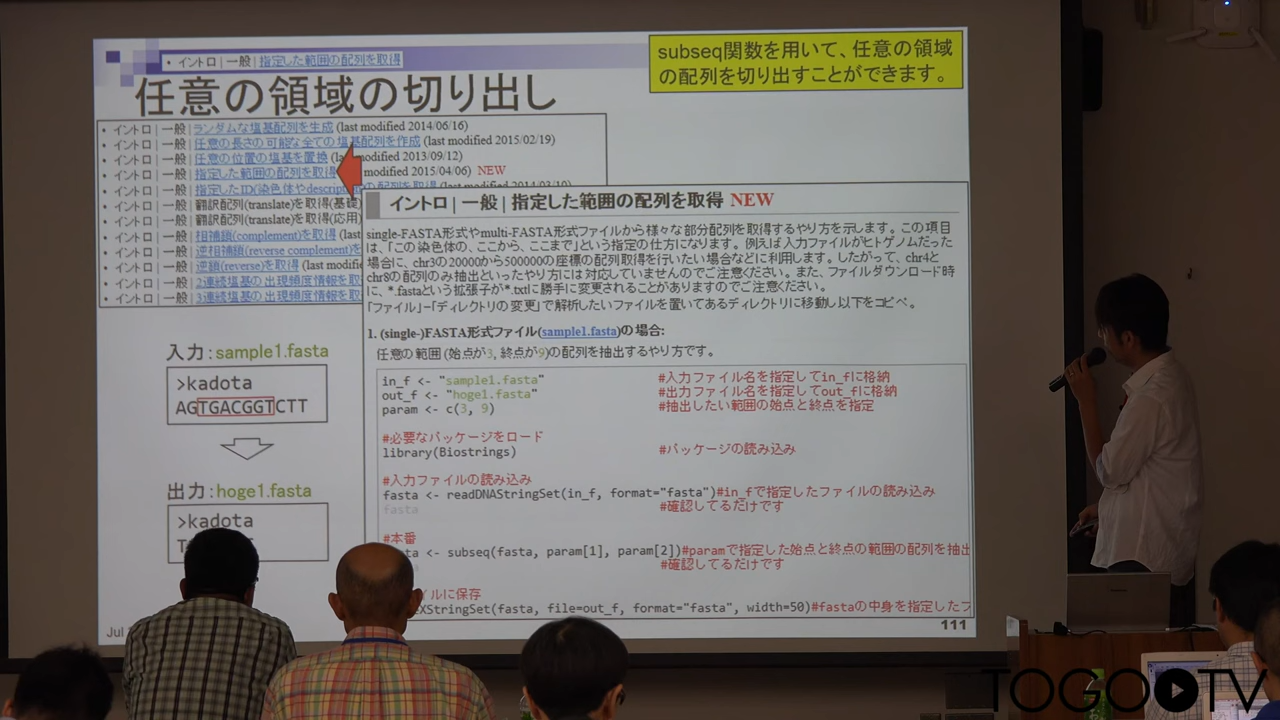 ・イントロ | 一般 | 指定した範囲の配列を取得
任意の領域の切り出し
subseq関数を用いて、任意の領域
の配列を切り出すことができます。
・イントロ | 一般 | ランダムな塩基配列を生成 (last modified 2014/06/16)
・イントロ | 一般 | 任意の長さの可能な全ての塩基配列を作成 (last modified 2015/02/19)
・イントロ | 一般 | 任意の位置の塩基を置換 (la modified 2013/09/12)
・イントロ | 一般 | 指定した範囲の配列を取得 modified 2015/04/06) NEW
・イントロ | 一般 | 指定したID(染色体やdescriptionの配列を取得 (last modified 2014/03/10)
・イントロ | 一般 | 翻訳配列(translate)を取得(基礎)
・イントロ | 一般 | 翻訳配列(translate)を取得(応用)
・イントロ | 一般 | 相補鎖(complement)を取得 (last
・イントロ | 一般 | 逆相補鎖(reverse complement)を
・イントロ | 一般 | 逆鎖(reverse)を取得 (last modifie
・イントロ | 一般 | 2連続塩基の出現頻度情報を取
・イントロ | 一般 | 3連続塩基の出現頻度情報を取
イントロ | 一般 | 指定した範囲の配列を取得 NEW
single-FASTA形式やmulti-FASTA形式ファイルから様々な部分配列を取得するやり方を示します。この項目
は、「この染色体の、ここから、ここまで」という指定の仕方になります。例えば入力ファイルがヒトゲノムだった
場合に、chr3の20000から500000の座標の配列取得を行いたい場合などに利用します。したがって、chr4と
chr8の配列のみ抽出といったやり方には対応していませんのでご注意ください。また、ファイルダウンロード時
に、*.fastaという拡張子が*.txtに勝手に変更されることがありますのでご注意ください。
「ファイル」−「ディレクトリの変更」で解析したいファイルを置いてあるディレクトリに移動し以下をコピペ。
1. (single-)FASTA形式ファイル(sample1.fasta)の場合:
任意の範囲(始点が3, 終点が9)の配列を抽出するやり方です。
in_f <- "sample1.fasta" #入力ファイル名を指定してin_fに格納
out_f <- "hoge1.fasta" #出力ファイル名を指定してout_fに格納
param <- c(3, 9) #抽出したい範囲の始点と終点を指定
#必要なパッケージをロード
library(Biostrings) #パッケージの読み込み
#入力ファイルの読み込み
fasta <- readDNAStringSet(in_f, format="fasta")#in_fで指定したファイルの読み込み
fasta #確認してるだけです
#本番
ta <- subseq(fasta, param[1], param[2])#paramで指定した始点と終点の範囲の配列を抽出
#確認してるだけです
イルに保存
XStringSet(fasta, file=out_f, format="fasta", width=50)#fastaの中身を指定したフ
入力:sample1.fasta
>kadota
AGTGACGGTCTT
出力:hoge1.fasta
>kadota
T
Jul
111
TOGO TV